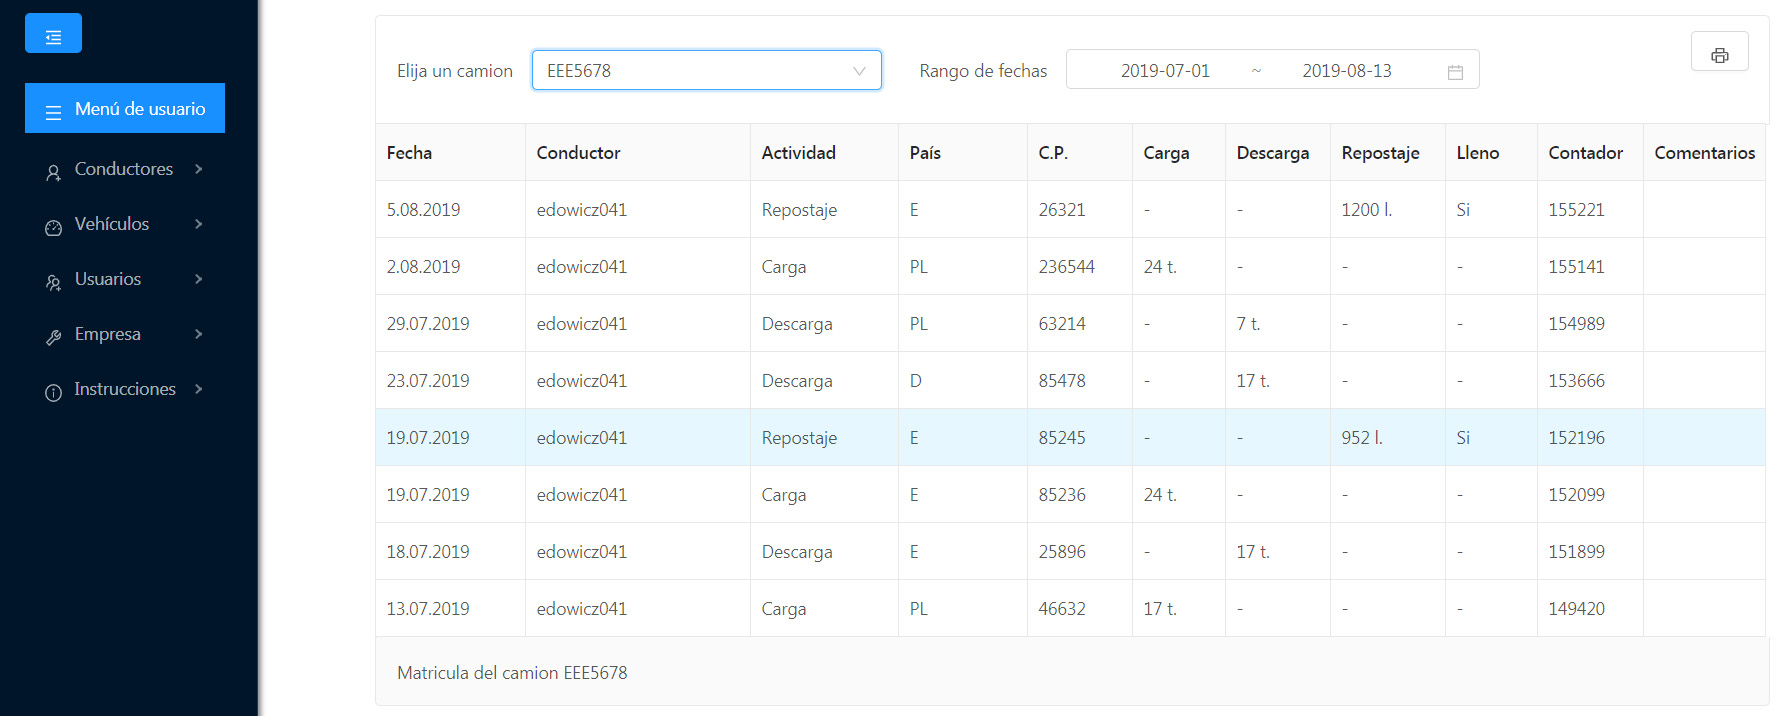 Menú de usuario
Conductores
Vehículos
Usuarios
Empresa
Instrucciones
Elija un camion EEE5678 Rango de fechas 2019-07-01 ~ 2019-08-13
Fecha Conductor Actividad País C.P. Carga Descarga Repostaje Lleno Contador Comentarios
5.08.2019 edowicz041 Repostaje E 26321 - - 1200 l. Si 155221
2.08.2019 edowicz041 Carga PL 236544 24 t. - - - 155141
29.07.2019 edowicz041 Descarga PL 63214 - 7 t. - - 154989
23.07.2019 edowicz041 Descarga D 85478 - 17 t. - - 153666
19.07.2019 edowicz041 Repostaje E 85245 - - 952 l. Si 152196
19.07.2019 edowicz041 Carga E 85236 24 t. - - - 152099
18.07.2019 edowicz041 Descarga E 25896 - 17 t. - - 151899
13.07.2019 edowicz041 Carga PL 46632 17 t. - - - 149420
Matricula del camion EEE5678